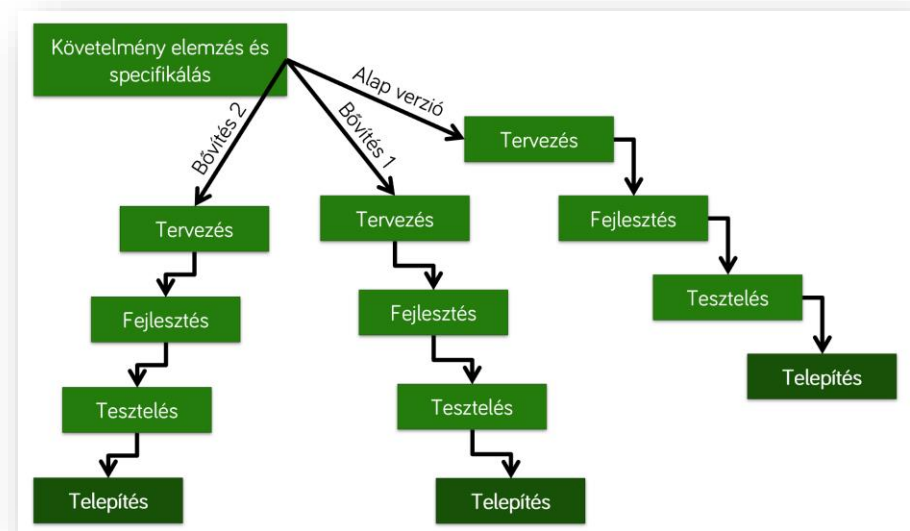 Követelmény elemzés és
specifikálás
Alap verzió
Bővítés 1
Bővítés 2
Tervezés
Fejlesztés
Tesztelés
Telepítés
Tervezés
Fejlesztés
Tesztelés
Telepítés
Tervezés
Fejlesztés
Tesztelés
Telepítés